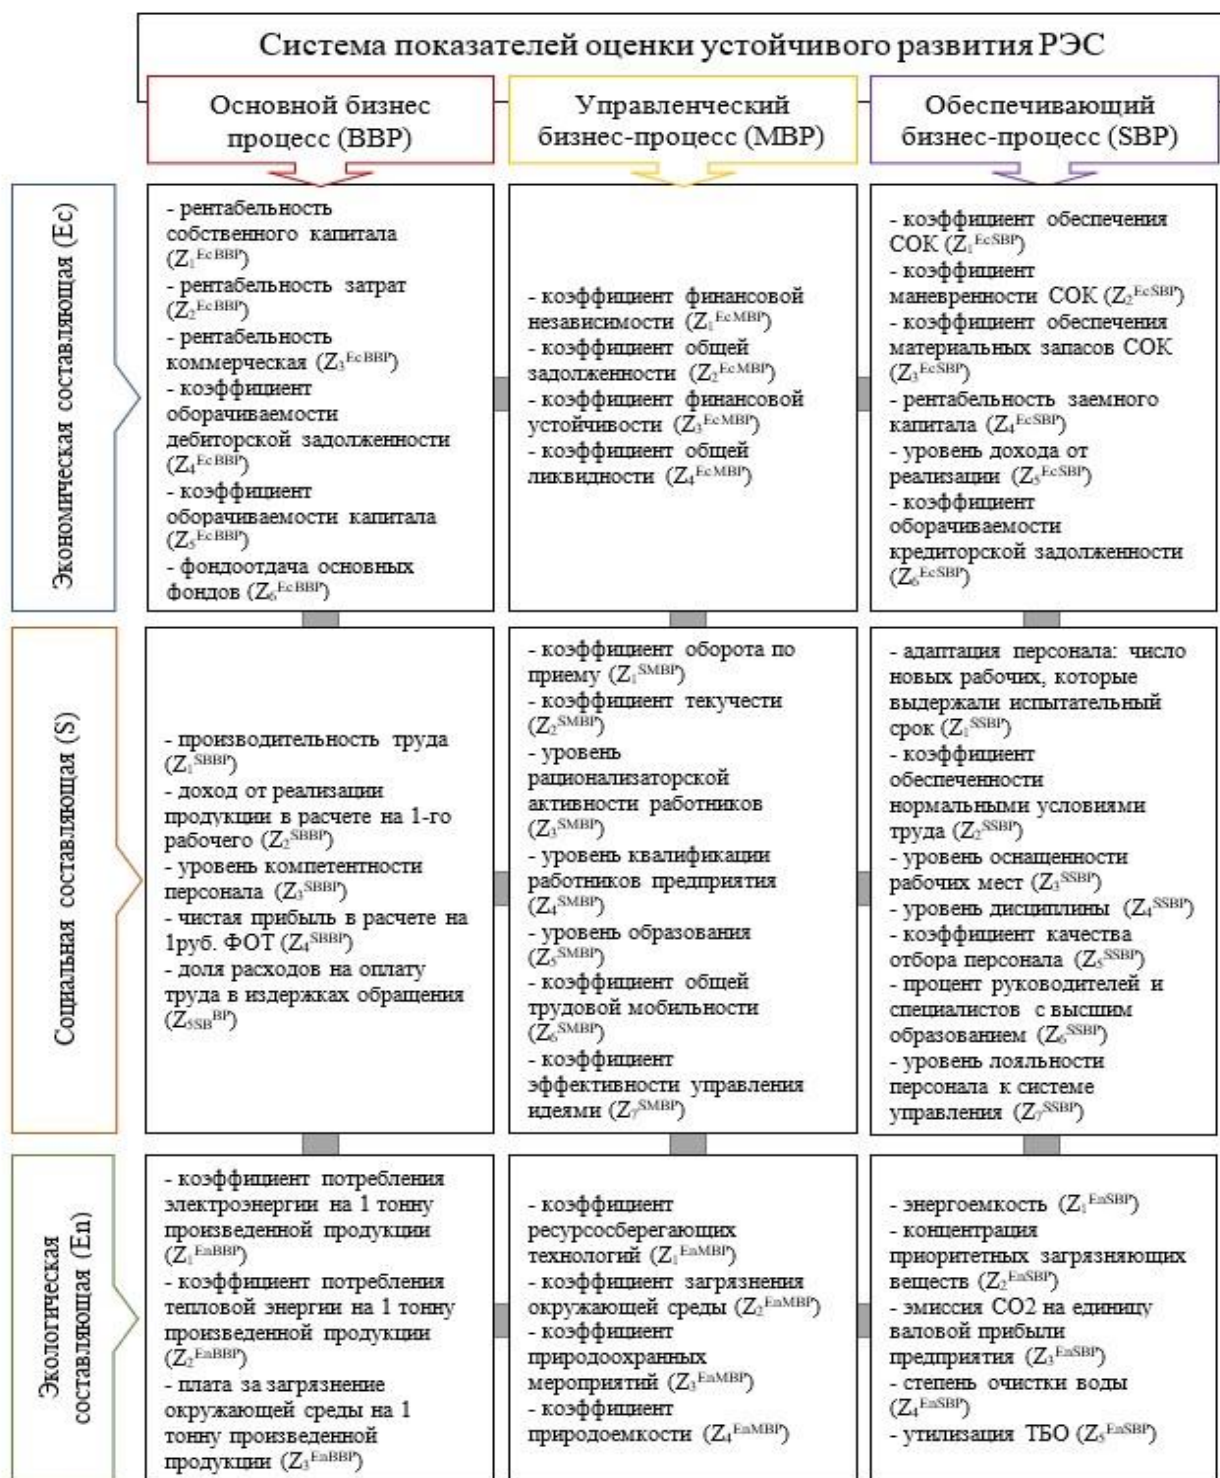 Система показателей оценки устойчивого развития РЭС
Основной бизнес
процесс (BBP)
Управленческий
бизнес-процесс (MBP)
Обеспечивающий
бизнес-процесс (SBP)
Экономическая составляющая (Ec)
- рентабельность
собственного капитала
(Z₁ᴱᶜᴮᴮᴾ)
- рентабельность затрат
(Z₂ᴱᶜᴮᴮᴾ)
- рентабельность
коммерческая (Z₃ᴱᶜᴮᴮᴾ)
- коэффициент
оборачиваемости
дебиторской задолженности
(Z₄ᴱᶜᴮᴮᴾ)
- коэффициент
оборачиваемости капитала
(Z₅ᴱᶜᴮᴮᴾ)
- фондоотдача основных
фондов (Z₆ᴱᶜᴮᴮᴾ)
- коэффициент финансовой
независимости (Z₁ᴱᶜᴹᴮᴾ)
- коэффициент общей
задолженности (Z₂ᴱᶜᴹᴮᴾ)
- коэффициент финансовой
устойчивости (Z₃ᴱᶜᴹᴮᴾ)
- коэффициент общей
ликвидности (Z₄ᴱᶜᴹᴮᴾ)
- коэффициент обеспечения
СОК (Z₁ᴱᶜˢᴮᴾ)
- коэффициент
маневренности СОК (Z₂ᴱᶜˢᴮᴾ)
- коэффициент обеспечения
материальных запасов СОК
(Z₃ᴱᶜˢᴮᴾ)
- рентабельность заемного
капитала (Z₄ᴱᶜˢᴮᴾ)
- уровень дохода от
реализации (Z₅ᴱᶜˢᴮᴾ)
- коэффициент
оборачиваемости
кредиторской задолженности
(Z₆ᴱᶜˢᴮᴾ)
Социальная составляющая (S)
- производительность труда
(Z₁ˢᴮᴮᴾ)
- доход от реализации
продукции в расчете на 1-го
рабочего (Z₂ˢᴮᴮᴾ)
- уровень компетентности
персонала (Z₃ˢᴮᴮᴾ)
- чистая прибыль в расчете на
1руб. ФОТ (Z₄ˢᴮᴮᴾ)
- доля расходов на оплату
труда в издержках обращения
(Z₅SBᴮᴾ)
- коэффициент оборота по
приему (Z₁ˢᴹᴮᴾ)
- коэффициент текучести
(Z₂ˢᴹᴮᴾ)
- уровень
рационализаторской
активности работников
(Z₃ˢᴹᴮᴾ)
- уровень квалификации
работников предприятия
(Z₄ˢᴹᴮᴾ)
- уровень образования
(Z₅ˢᴹᴮᴾ)
- коэффициент общей
трудовой мобильности
(Z₆ˢᴹᴮᴾ)
- коэффициент
эффективности управления
идеями (Z₇ˢᴹᴮᴾ)
- адаптация персонала: число
новых рабочих, которые
выдержали испытательный
срок (Z₁ˢˢᴮᴾ)
- коэффициент
обеспеченности
нормальными условиями
труда (Z₂ˢˢᴮᴾ)
- уровень оснащенности
рабочих мест (Z₃ˢˢᴮᴾ)
- уровень дисциплины (Z₄ˢˢᴮᴾ)
- коэффициент качества
отбора персонала (Z₅ˢˢᴮᴾ)
- процент руководителей и
специалистов с высшим
образованием (Z₆ˢˢᴮᴾ)
- уровень лояльности
персонала к системе
управления (Z₇ˢˢᴮᴾ)
Экологическая
составляющая (En)
- коэффициент потребления
электроэнергии на 1 тонну
произведенной продукции
(Z₁ᴱⁿᴮᴮᴾ)
- коэффициент потребления
тепловой энергии на 1 тонну
произведенной продукции
(Z₂ᴱⁿᴮᴮᴾ)
- плата за загрязнение
окружающей среды на 1
тонну произведенной
продукции (Z₃ᴱⁿᴮᴮᴾ)
- коэффициент
ресурсосберегающих
технологий (Z₁ᴱⁿᴹᴮᴾ)
- коэффициент загрязнения
окружающей среды (Z₂ᴱⁿᴹᴮᴾ)
- коэффициент
природоохранных
мероприятий (Z₃ᴱⁿᴹᴮᴾ)
- коэффициент
природоемкости (Z₄ᴱⁿᴹᴮᴾ)
- энергоемкость (Z₁ᴱⁿˢᴮᴾ)
- концентрация
приоритетных загрязняющих
веществ (Z₂ᴱⁿˢᴮᴾ)
- эмиссия СО2 на единицу
валовой прибыли
предприятия (Z₃ᴱⁿˢᴮᴾ)
- степень очистки воды
(Z₄ᴱⁿˢᴮᴾ)
- утилизация ТБО (Z₅ᴱⁿˢᴮᴾ)